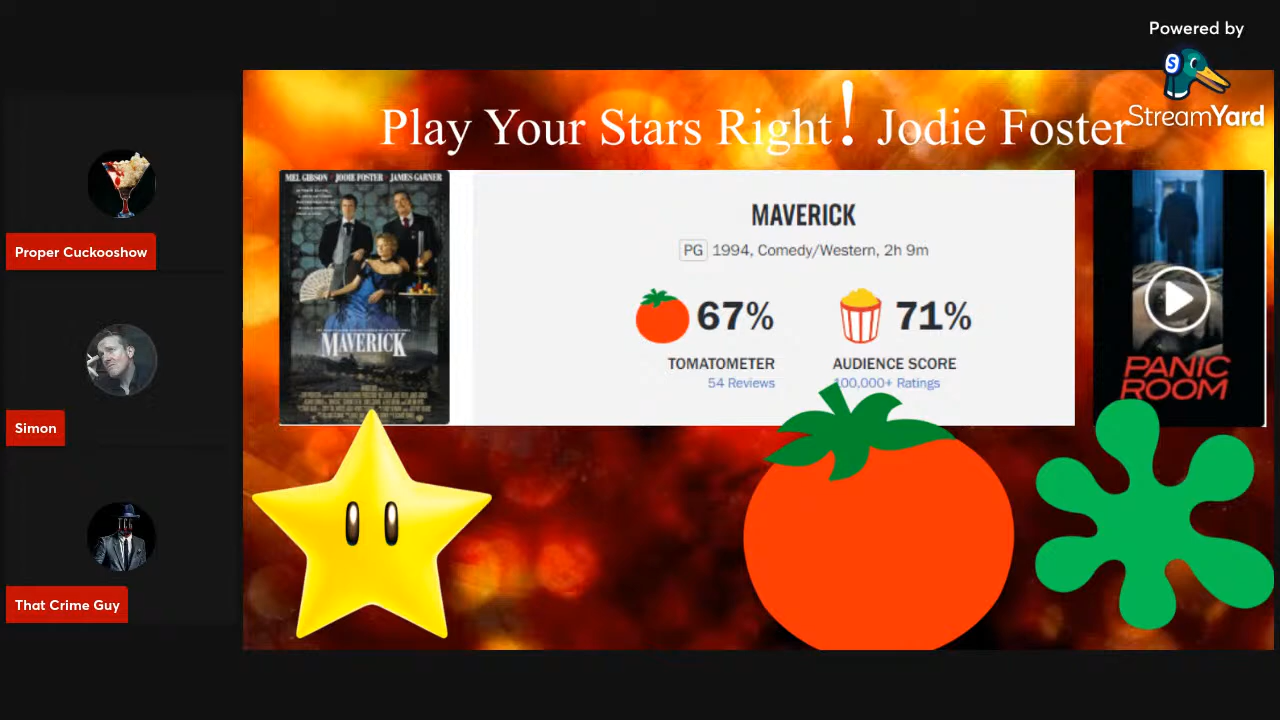 Powered by
StreamYard
Play Your Stars Right! Jodie Foster
Proper Cuckooshow
Simon
That Crime Guy
MEL GIBSON JODIE FOSTER JAMES GARNER
MAVERICK
MAVERICK
PG 1994, Comedy/Western, 2h 9m
67%
71%
TOMATOMETER
AUDIENCE SCORE
54 Reviews
100,000+ Ratings
PANIC
ROOM